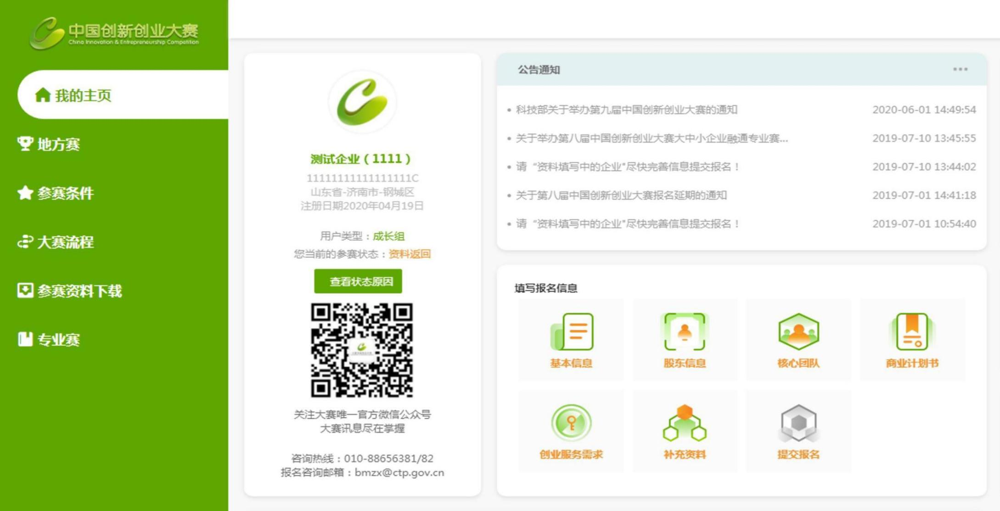 中国创新创业大赛
China Innovation & Entrepreneurship Competition
我的主页
地方赛
参赛条件
大赛流程
参赛资料下载
专业赛
测试企业（1111）
11111111111111111C
山东省-济南市-钢城区
注册日期2020年04月19日
用户类型：成长组
您当前的参赛状态：资料返回
查看状态原因
关注大赛唯一官方微信公众号
大赛讯息尽在掌握
咨询热线：010-88656381/82
报名咨询邮箱：bmzx@ctp.gov.cn
公告通知
科技部关于举办第九届中国创新创业大赛的通知 2020-06-01 14:49:54
关于举办第八届中国创新创业大赛大中小企业融通专业赛... 2019-07-10 13:45:55
请“资料填写中的企业”尽快完善信息提交报名！ 2019-07-10 13:44:02
关于第八届中国创新创业大赛报名延期的通知 2019-07-01 14:41:18
请“资料填写中的企业”尽快完善信息提交报名！ 2019-07-01 10:54:40
填写报名信息
基本信息 股东信息 核心团队 商业计划书
创业服务需求 补充资料 提交报名